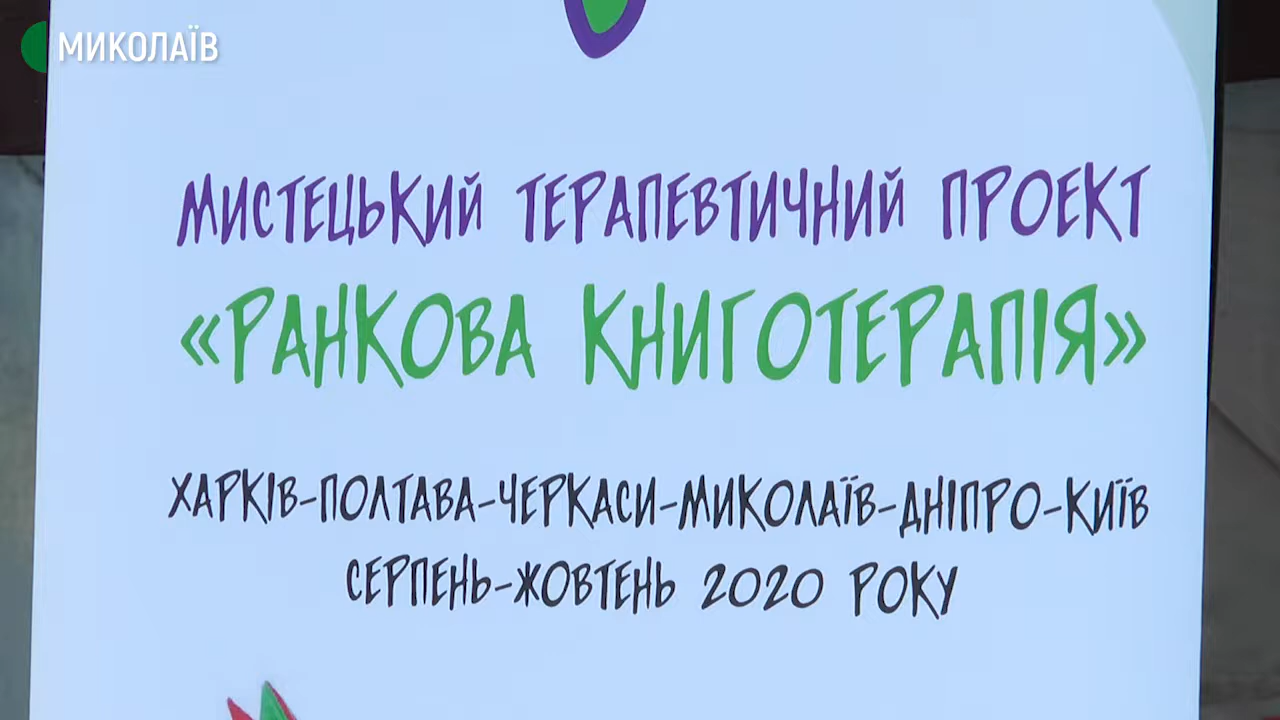 МИКОЛАЇВ
МИСТЕЦЬКИЙ ТЕРАПЕВТИЧНИЙ ПРОЕКТ
«РАНКОВА КНИГОТЕРАПІЯ»
ХАРКІВ-ПОЛТАВА-ЧЕРКАСИ-МИКОЛАЇВ-ДНІПРО-КИЇВ
СЕРПЕНЬ-ЖОВТЕНЬ 2020 РОКУ